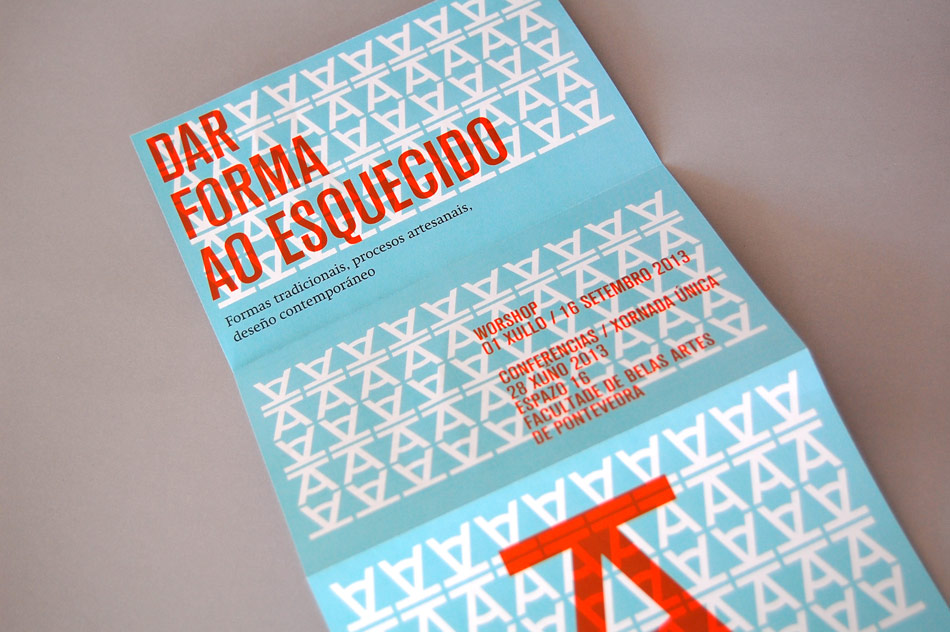 DAR
FORMA
AO ESQUECIDO
Formas tradicionais, procesos artesanais,
deseño contemporáneo
WORSHOP
01 XULLO / 16 SETEMBRO 2013
CONFERENCIAS / XORNADA ÚNICA
28 XUNO 2013
ESPAZO 16
FACULTADE DE BELAS ARTES
DE PONTEVEDRA